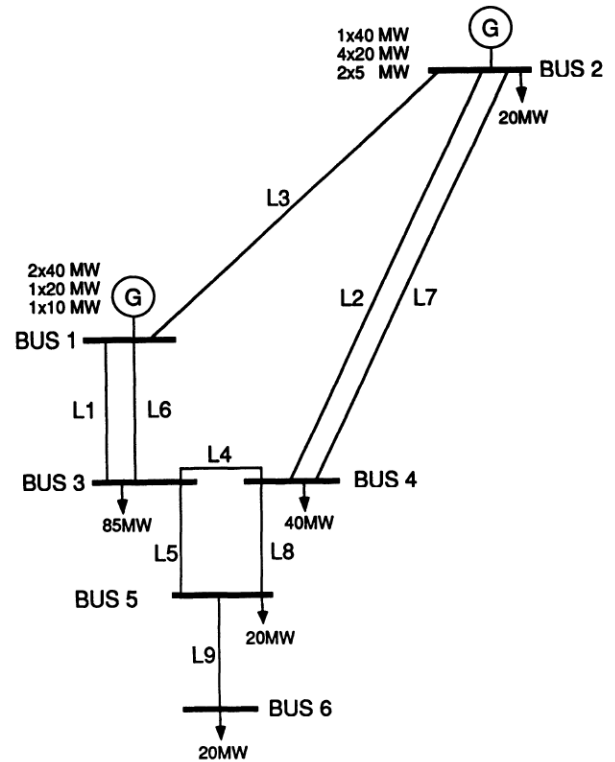 1x40 MW
4x20 MW
2x5 MW
G
BUS 2
20MW
L3
2x40 MW
1x20 MW
1x10 MW
G
L2
L7
BUS 1
L1
L6
L4
BUS 3
BUS 4
85MW
40MW
L5
L8
BUS 5
20MW
L9
BUS 6
20MW